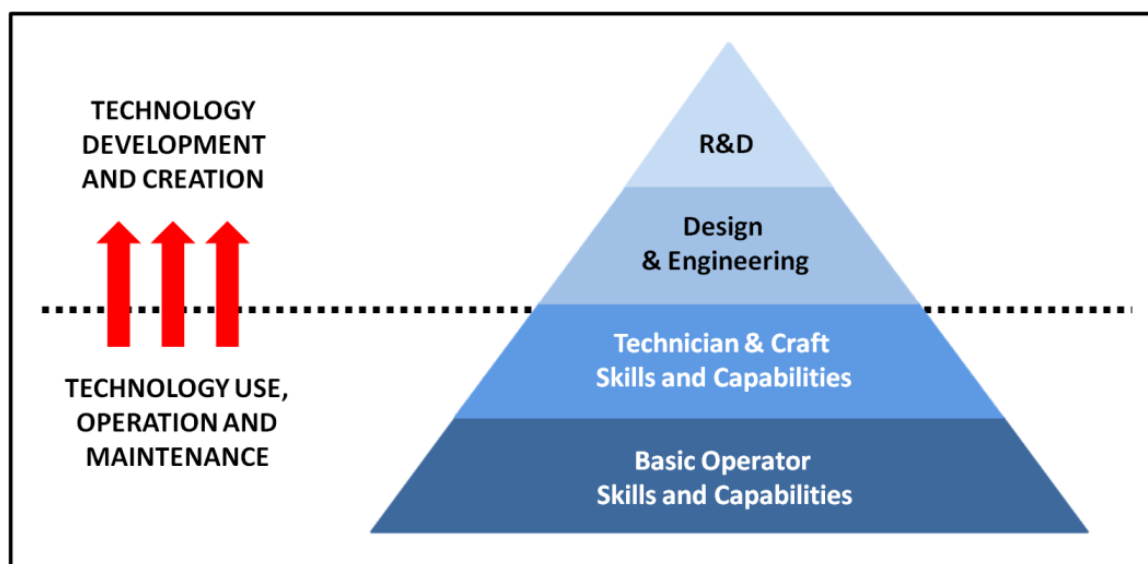 TECHNOLOGY
DEVELOPMENT
AND CREATION
TECHNOLOGY USE,
OPERATION AND
MAINTENANCE
R&D
Design
& Engineering
Technician & Craft
Skills and Capabilities
Basic Operator
Skills and Capabilities